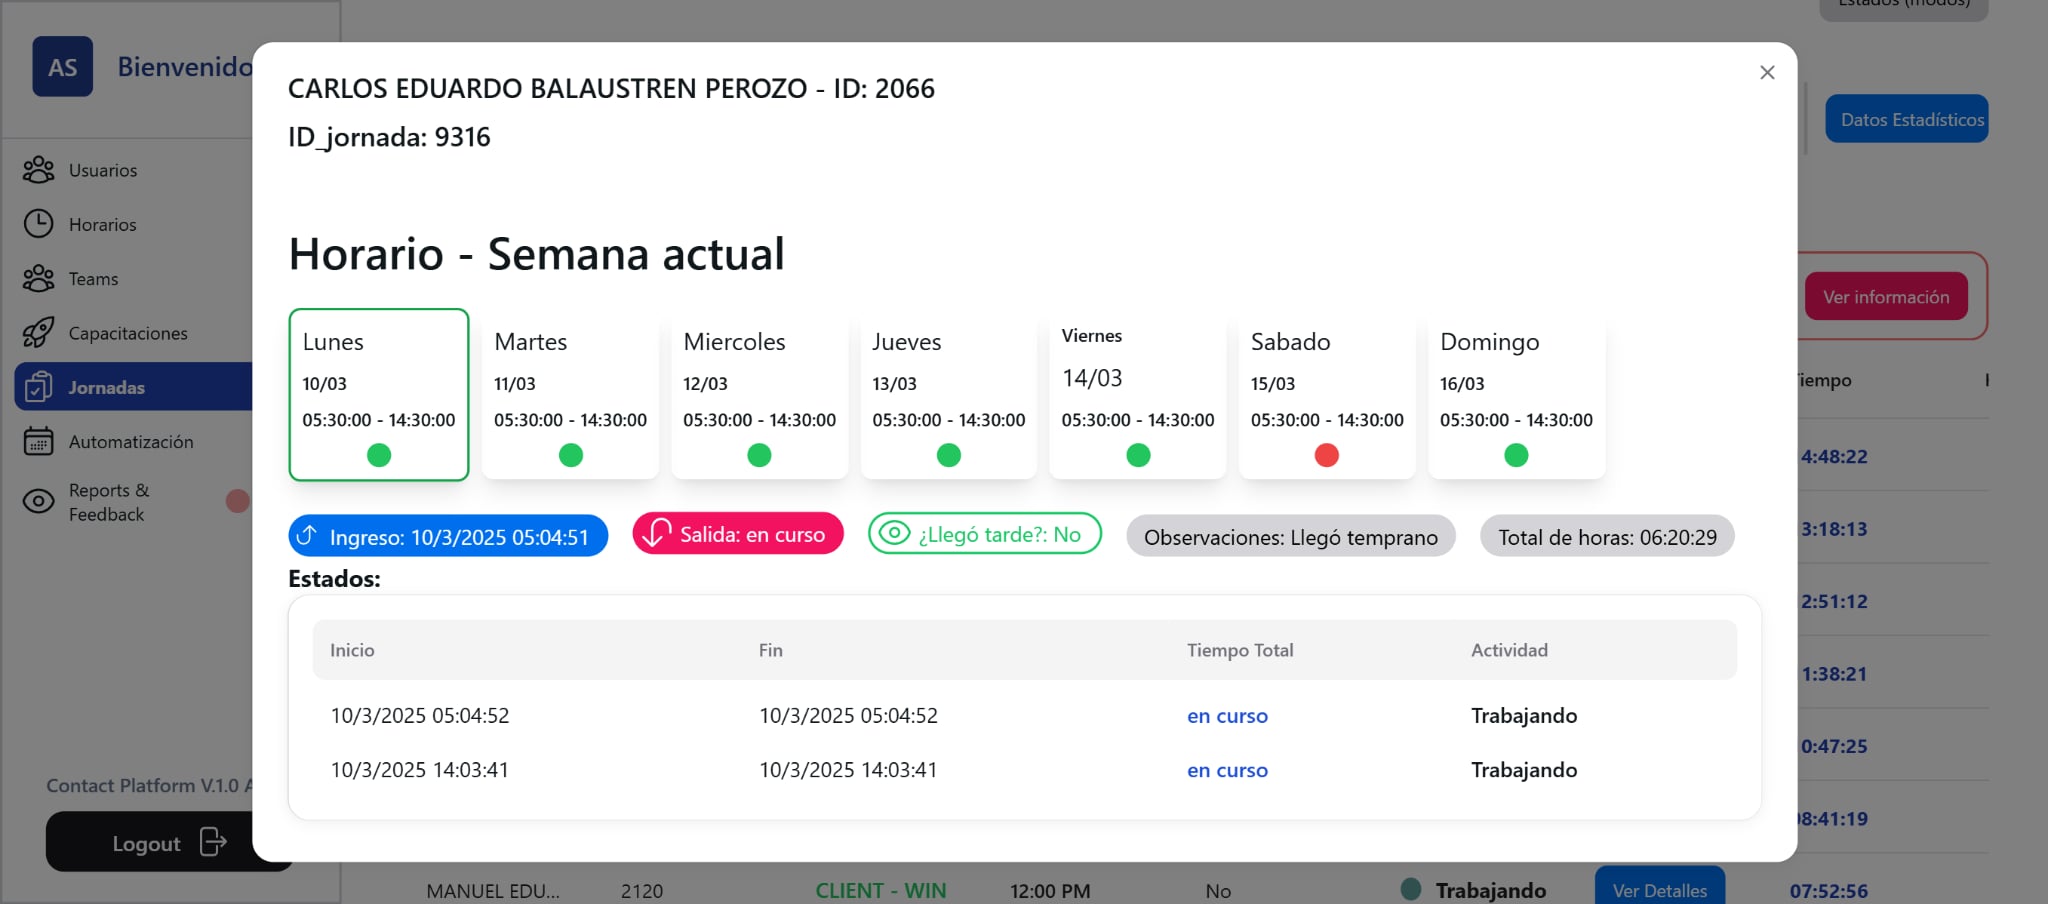 Estados (modos)
AS
Bienvenido
CARLOS EDUARDO BALAUSTREN PEROZO - ID: 2066
ID_jornada: 9316
Datos Estadísticos
Usuarios
Horarios
Teams
Capacitaciones
Jornadas
Automatización
Reports &
Feedback
Horario - Semana actual
Ver información
Lunes
10/03
05:30:00 - 14:30:00
Martes
11/03
05:30:00 - 14:30:00
Miercoles
12/03
05:30:00 - 14:30:00
Jueves
13/03
05:30:00 - 14:30:00
Viernes
14/03
05:30:00 - 14:30:00
Sabado
15/03
05:30:00 - 14:30:00
Domingo
16/03
05:30:00 - 14:30:00
Ingreso: 10/3/2025 05:04:51
Salida: en curso
¿Llegó tarde?: No
Observaciones: Llegó temprano
Total de horas: 06:20:29
Estados:
Inicio Fin Tiempo Total Actividad
10/3/2025 05:04:52 10/3/2025 05:04:52 en curso Trabajando
10/3/2025 14:03:41 10/3/2025 14:03:41 en curso Trabajando
Tiempo
4:48:22
3:18:13
2:51:12
1:38:21
0:47:25
8:41:19
Contact Platform V.1.0
Logout
MANUEL EDU... 2120 CLIENT - WIN 12:00 PM No Trabajando Ver Detalles 07:52:56